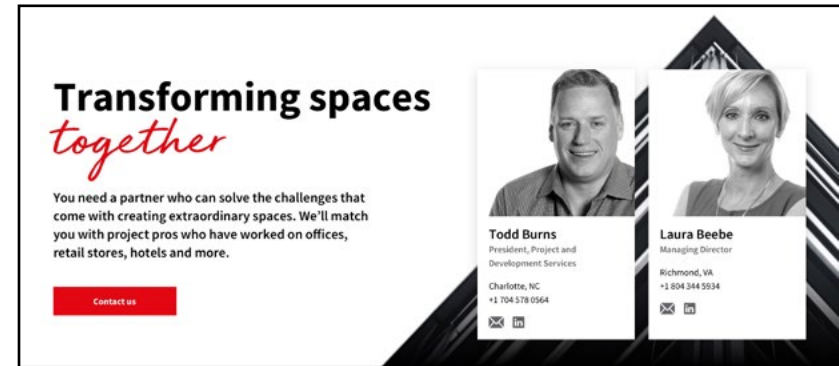 Transforming spaces
together
You need a partner who can solve the challenges that
come with creating extraordinary spaces. We'll match
you with project pros who have worked on offices,
retail stores, hotels and more.
Contact us
Todd Burns
President, Project and
Development Services
Charlotte, NC
+1 704 578 0564
in
Laura Beebe
Managing Director
Richmond, VA
+1 804 344 5934
in